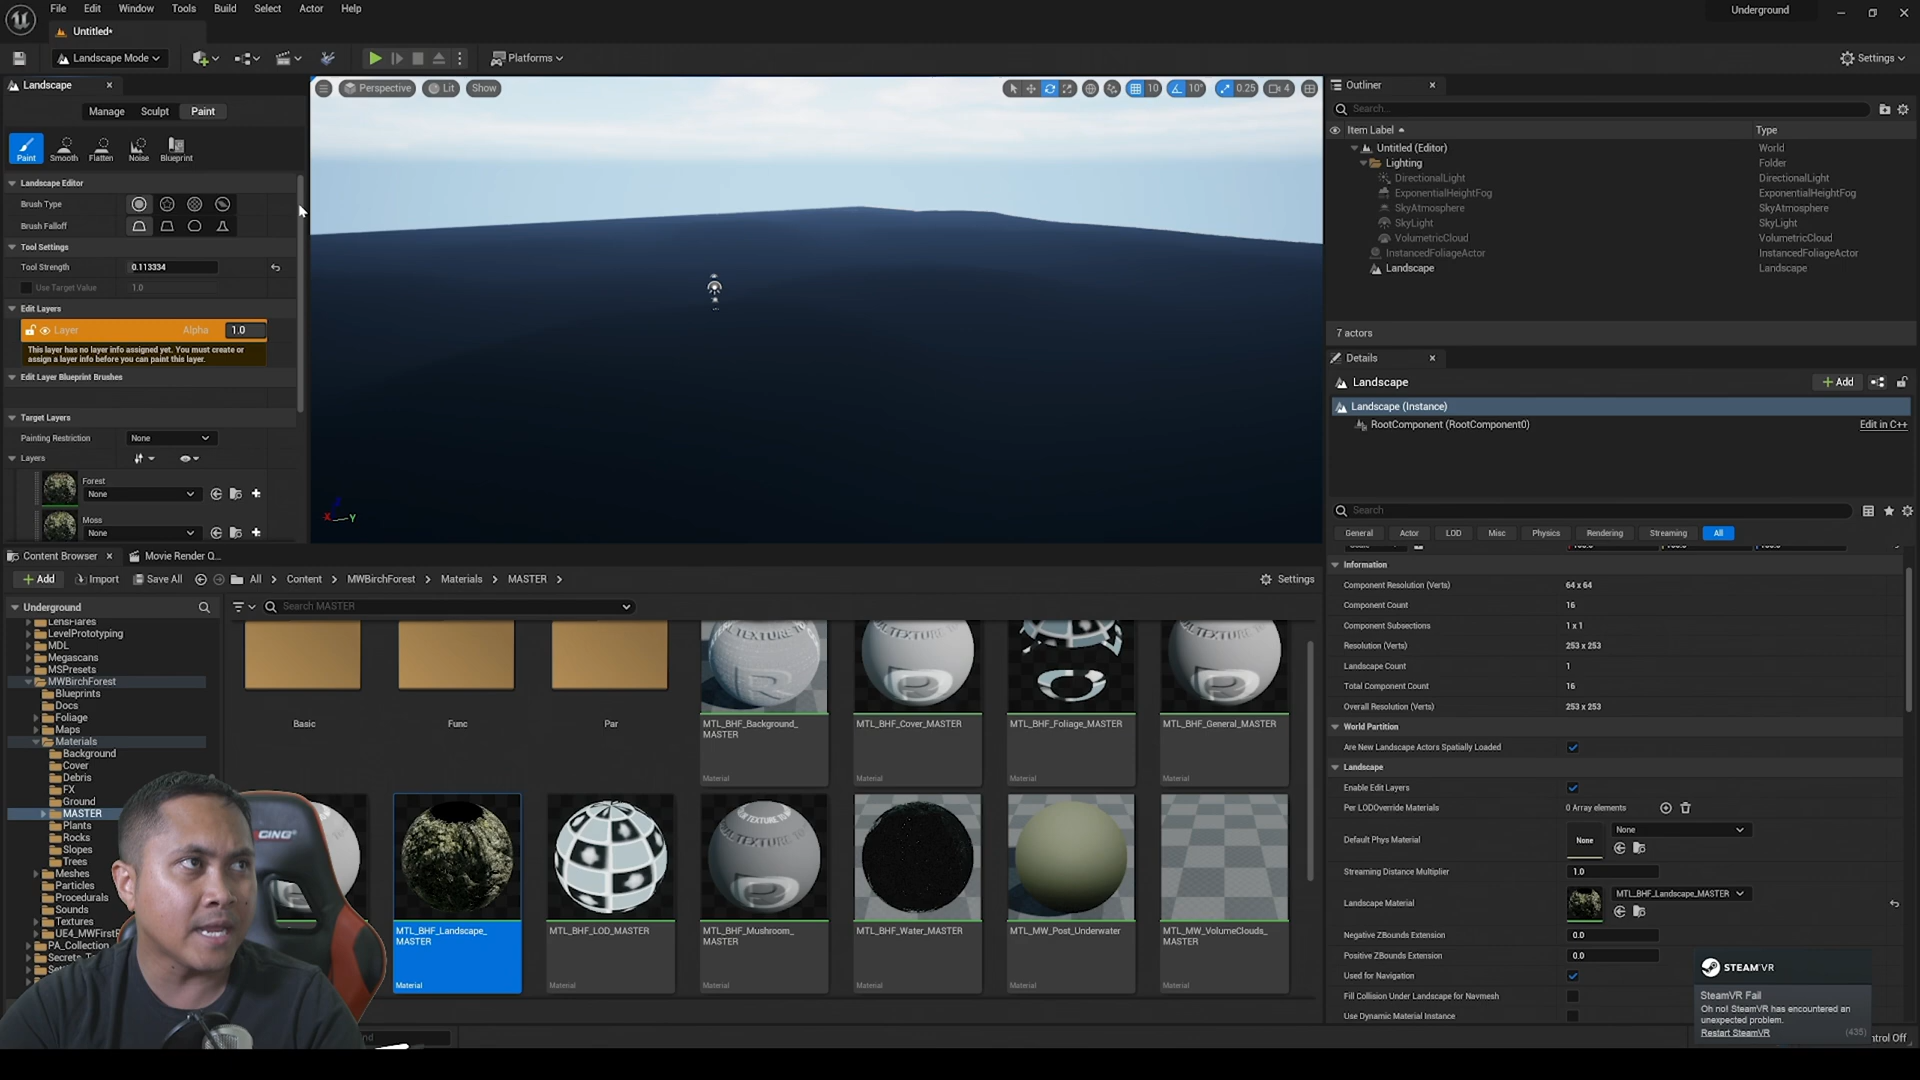 File Edit Window Tools Build Select Actor Help
Underground
Untitled*
Landscape Mode
Platforms
Settings
Landscape
Manage Sculpt Paint
Paint Smooth Flatten Noise Blueprint
Landscape Editor
Brush Type
Brush Falloff
Tool Settings
Tool Strength 0.113334
Use Target Value 1.0
Edit Layers
Layer Alpha 1.0
This layer has no layer info assigned yet. You must create or
assign a layer info before you can paint this layer.
Edit Layer Blueprint Brushes
Target Layers
Painting Restriction None
Layers
Forest
None
Moss
None
Perspective Lit Show
10 10° 0.25 4
X Y
Outliner
Search...
Item Label Type
Untitled (Editor) World
Lighting Folder
DirectionalLight DirectionalLight
ExponentialHeightFog ExponentialHeightFog
SkyAtmosphere SkyAtmosphere
SkyLight SkyLight
VolumetricCloud VolumetricCloud
InstancedFoliageActor InstancedFoliageActor
Landscape Landscape
7 actors
Details
Landscape
Add
Landscape (Instance)
RootComponent (RootComponent0) Edit in C++
Search
General Actor LOD Misc Physics Rendering Streaming All
Information
Component Resolution (Verts) 64 x 64
Component Count 16
Component Subsections 1 x 1
Resolution (Verts) 253 x 253
Landscape Count 1
Total Component Count 16
Overall Resolution (Verts) 253 x 253
World Partition
Are New Landscape Actors Spatially Loaded
Landscape
Enable Edit Layers
Per LODOverride Materials 0 Array elements
Default Phys Material None None
Streaming Distance Multiplier 1.0
Landscape Material MTL_BHF_Landscape_MASTER
Negative ZBounds Extension 0.0
Positive ZBounds Extension 0.0
Used for Navigation
Fill Collision Under Landscape for Navmesh
Use Dynamic Material Instance
STEAMVR
SteamVR Fail
Oh no! SteamVR has encountered an
unexpected problem.
Restart SteamVR (435)
ntrol Off
Content Browser Movie Render Q...
Add Import Save All All Content MWBirchForest Materials MASTER Settings
Underground
Search MASTER
LensFlares
LevelPrototyping
MDL
Megascans
MSPresets
MWBirchForest
Blueprints
Docs
Foliage
Maps
Materials
Background
Cover
Debris
FX
Ground
MASTER
Plants
Rocks
Slopes
Trees
Meshes
Particles
Procedurals
Sounds
Textures
UE4_MWFirst
PA_Collection
Basic Func Par
MTL_BHF_Background_
MASTER
Material
MTL_BHF_Cover_MASTER
Material
MTL_BHF_Foliage_MASTER
Material
MTL_BHF_General_MASTER
Material
MTL_BHF_Landscape_
MASTER
Material
MTL_BHF_LOD_MASTER
Material
MTL_BHF_Mushroom_
MASTER
Material
MTL_BHF_Water_MASTER
Material
MTL_MW_Post_Underwater
Material
MTL_MW_VolumeClouds_
MASTER
Material